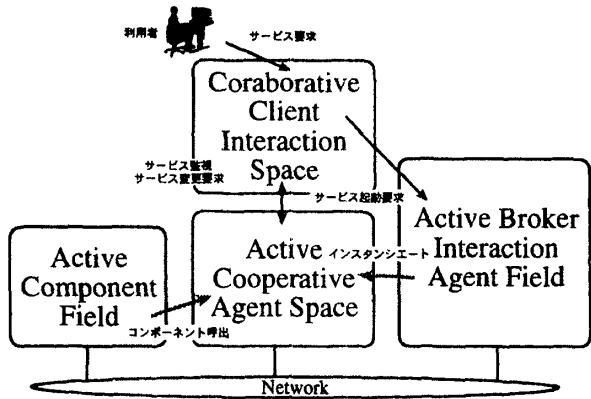 利用者
サービス要求
Coraborative
Client
Interaction
Space
サービス監視
サービス変更要求
サービス起動要求
Active Broker
Interaction
Agent Field
Active
Cooperative
Agent Space
インスタンシエート
Active
Component
Field
コンポーネント呼出
Network